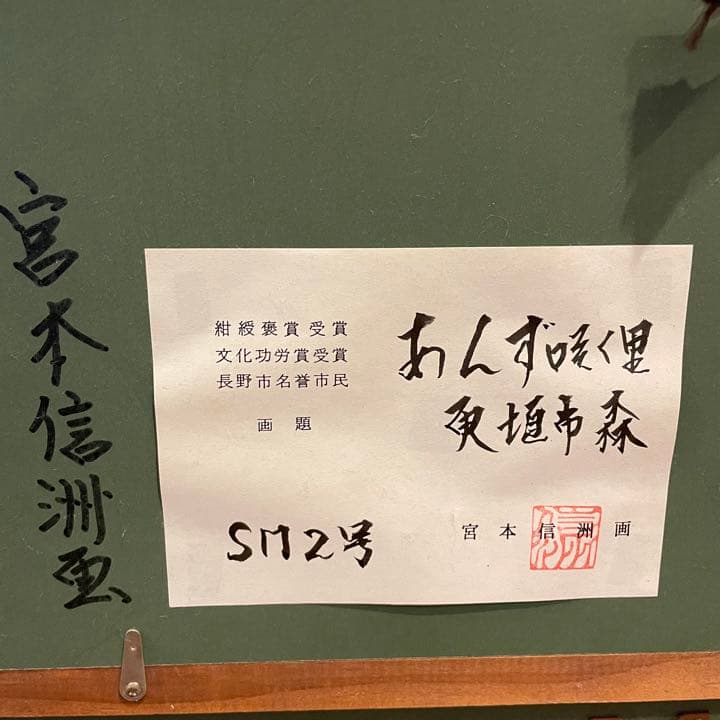 宮本信洲画
紺綬褒賞受賞
文化功労賞受賞
長野市名誉市民
画題
あんず咲く里
更埴市森
SM2号
宮本信洲画